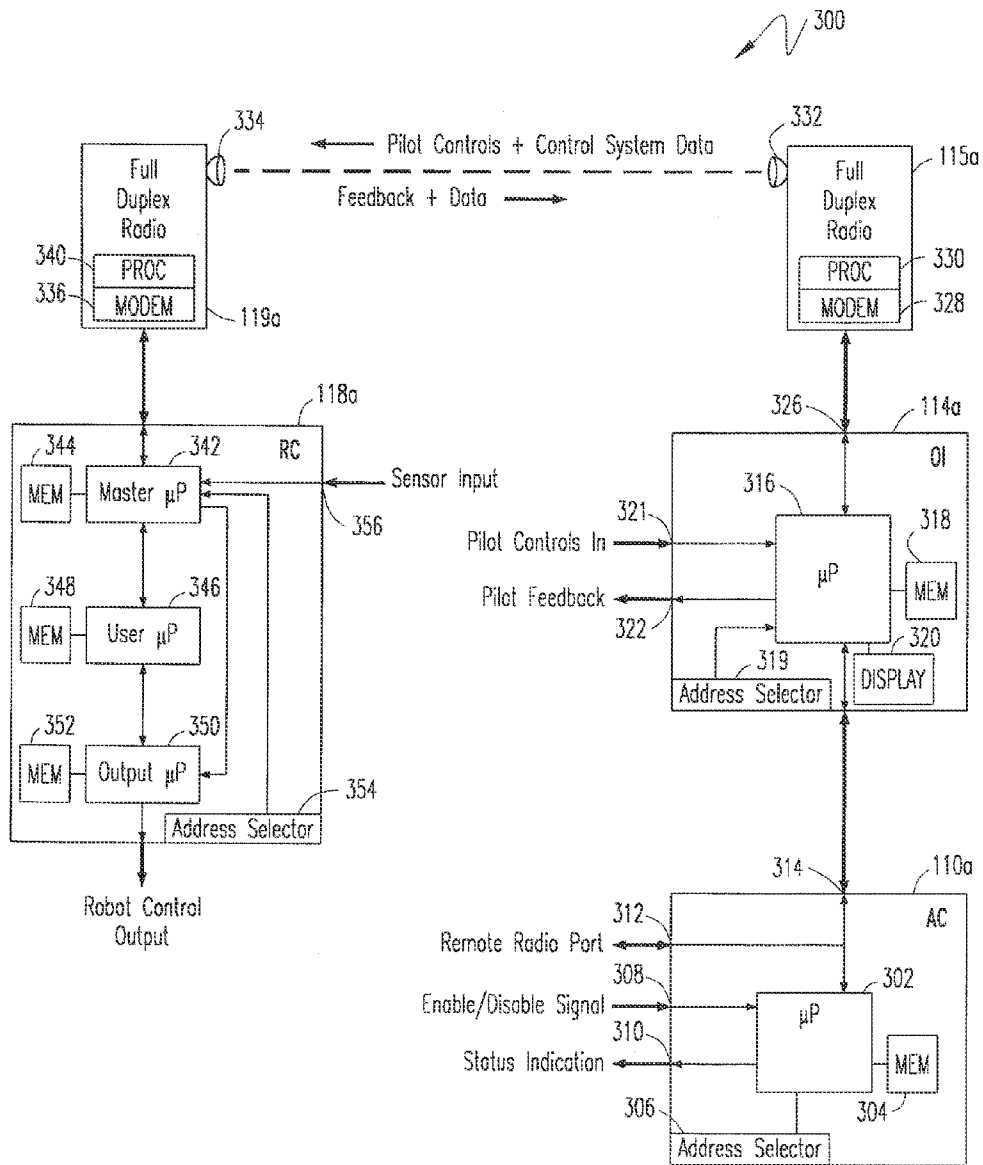 300
334
Pilot Controls + Control System Data
332
115a
Full
Duplex
Radio
Feedback + Data
Full
Duplex
Radio
340
PROC
336
MODEM
119a
PROC
330
MODEM
328
118a
326
114a
RC
OI
344
342
MEM
Master µP
Sensor Input
356
316
321
318
Pilot Controls In
µP
MEM
348
346
MEM
User µP
Pilot Feedback
322
320
319
DISPLAY
Address Selector
352
350
MEM
Output µP
354
Address Selector
Robot Control
Output
314
110a
AC
312
Remote Radio Port
308
302
Enable/Disable Signal
µP
310
Status Indication
MEM
306
304
Address Selector